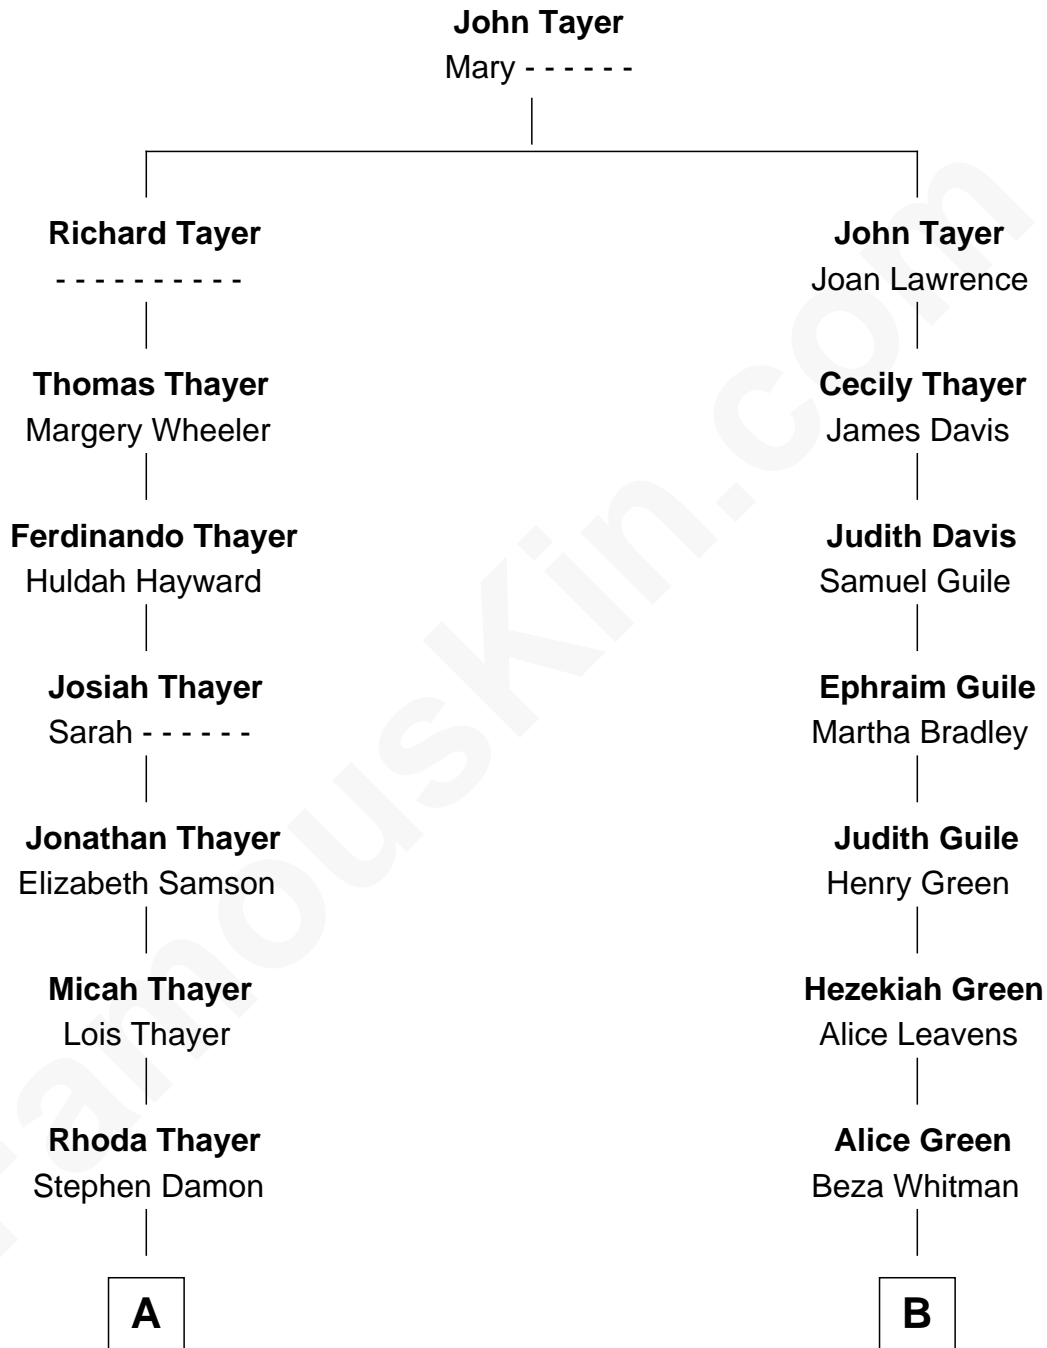 John Tayer
Mary - - - - - -
Richard Tayer
- - - - - - - - - -
John Tayer
Joan Lawrence
Thomas Thayer
Margery Wheeler
Cecily Thayer
James Davis
Ferdinando Thayer
Huldah Hayward
Judith Davis
Samuel Guile
Josiah Thayer
Sarah - - - - - -
Ephraim Guile
Martha Bradley
Jonathan Thayer
Elizabeth Samson
Judith Guile
Henry Green
Micah Thayer
Lois Thayer
Hezekiah Green
Alice Leavens
Rhoda Thayer
Stephen Damon
Alice Green
Beza Whitman
A
B
FamousKin.com